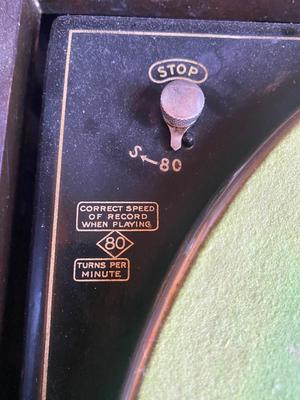 STOP
S←80
CORRECT SPEED
OF RECORD
WHEN PLAYING
80
TURNS PER
MINUTE